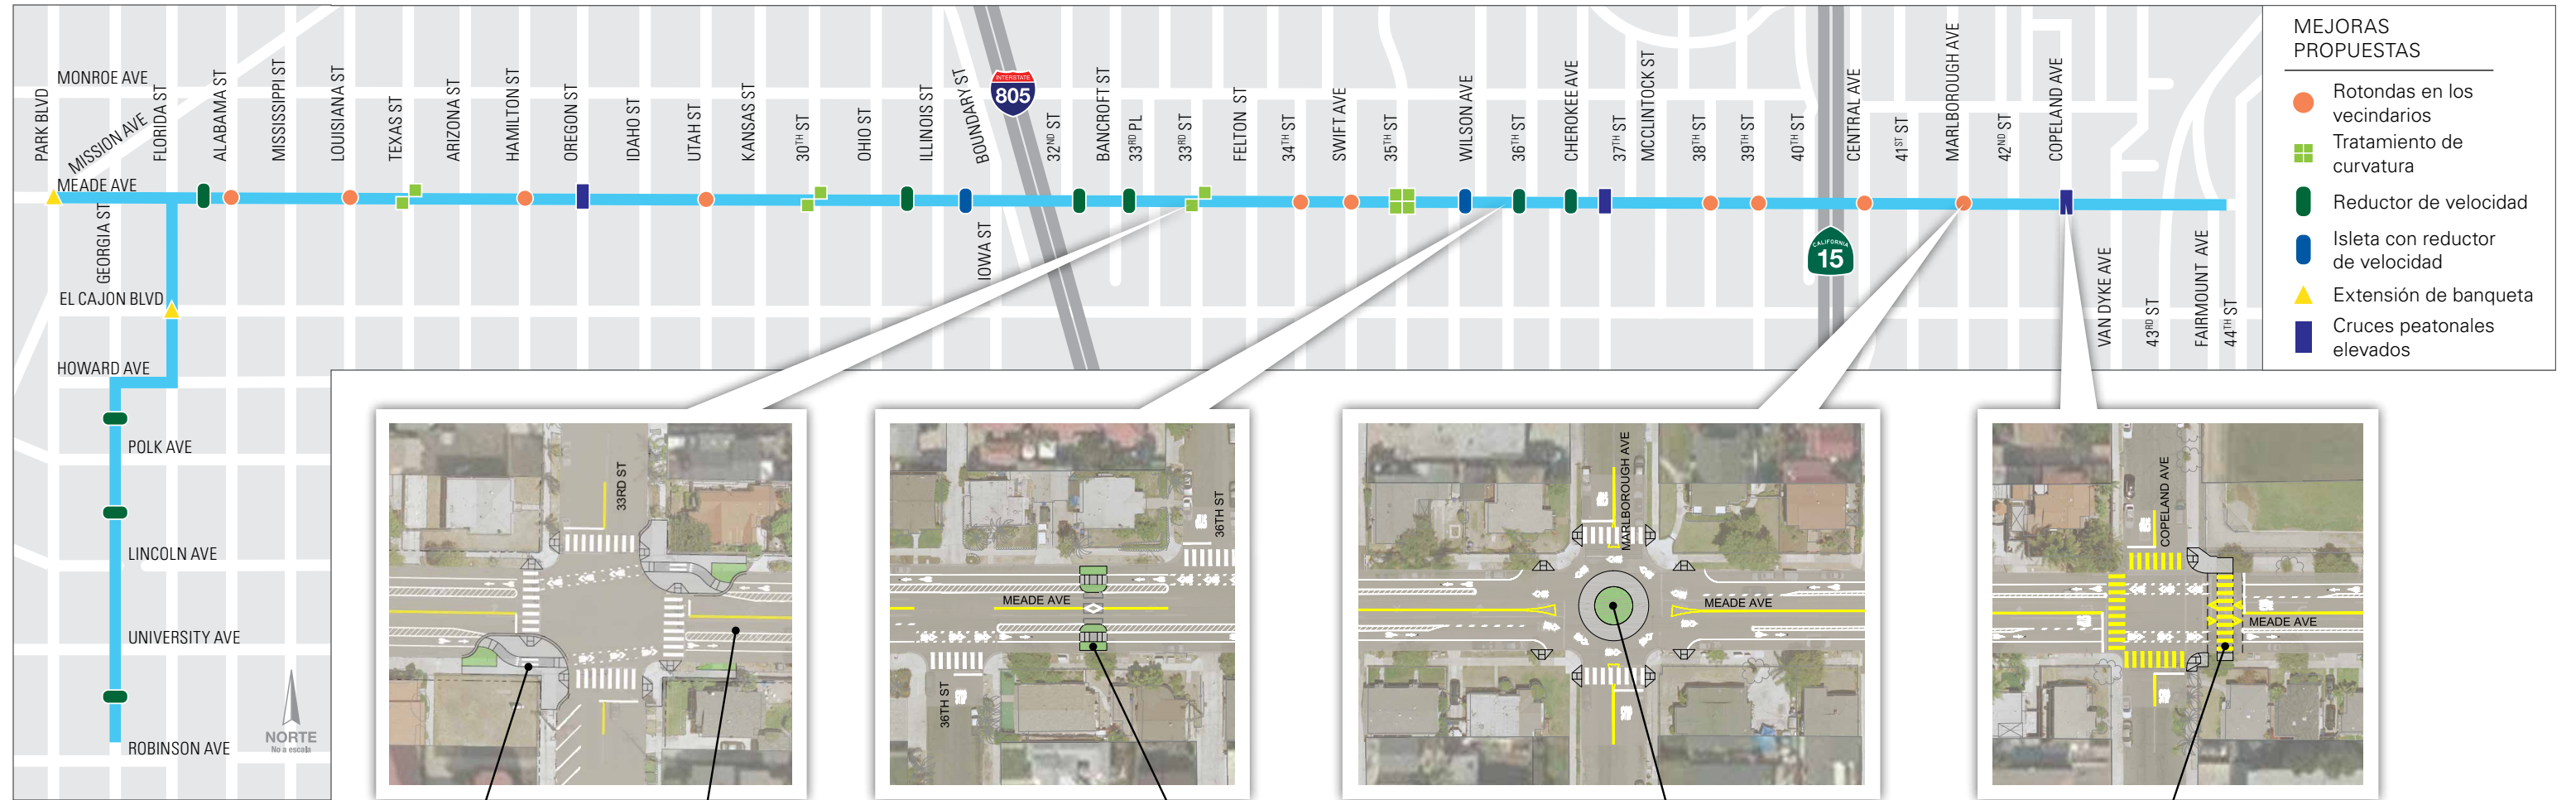 MONROE AVE
PARK BLVD
MISSION AVE
FLORIDA ST
ALABAMA ST
MISSISSIPPI ST
LOUISIANA ST
TEXAS ST
ARIZONA ST
HAMILTON ST
OREGON ST
IDAHO ST
UTAH ST
KANSAS ST
30TH ST
OHIO ST
ILLINOIS ST
BOUNDARY ST
INTERSTATE
805
32ND ST
BANCROFT ST
33RD PL
33RD ST
FELTON ST
34TH ST
SWIFT AVE
35TH ST
WILSON AVE
36TH ST
CHEROKEE AVE
37TH ST
MCCLINTOCK ST
38TH ST
39TH ST
40TH ST
CENTRAL AVE
41ST ST
MARLBOROUGH AVE
42ND ST
COPELAND AVE
MEADE AVE
GEORGIA ST
IOWA ST
CALIFORNIA
15
VAN DYKE AVE
43RD ST
FAIRMOUNT AVE
44TH ST
EL CAJON BLVD
HOWARD AVE
POLK AVE
LINCOLN AVE
UNIVERSITY AVE
ROBINSON AVE
NORTE
No a escala
MEJORAS
PROPUESTAS
Rotondas en los
vecindarios
Tratamiento de
curvatura
Reductor de velocidad
Isleta con reductor
de velocidad
Extensión de banqueta
Cruces peatonales
elevados
33RD ST
36TH ST
MEADE AVE
36TH ST
MARLBOROUGH AVE
MEADE AVE
COPELAND AVE
MEADE AVE